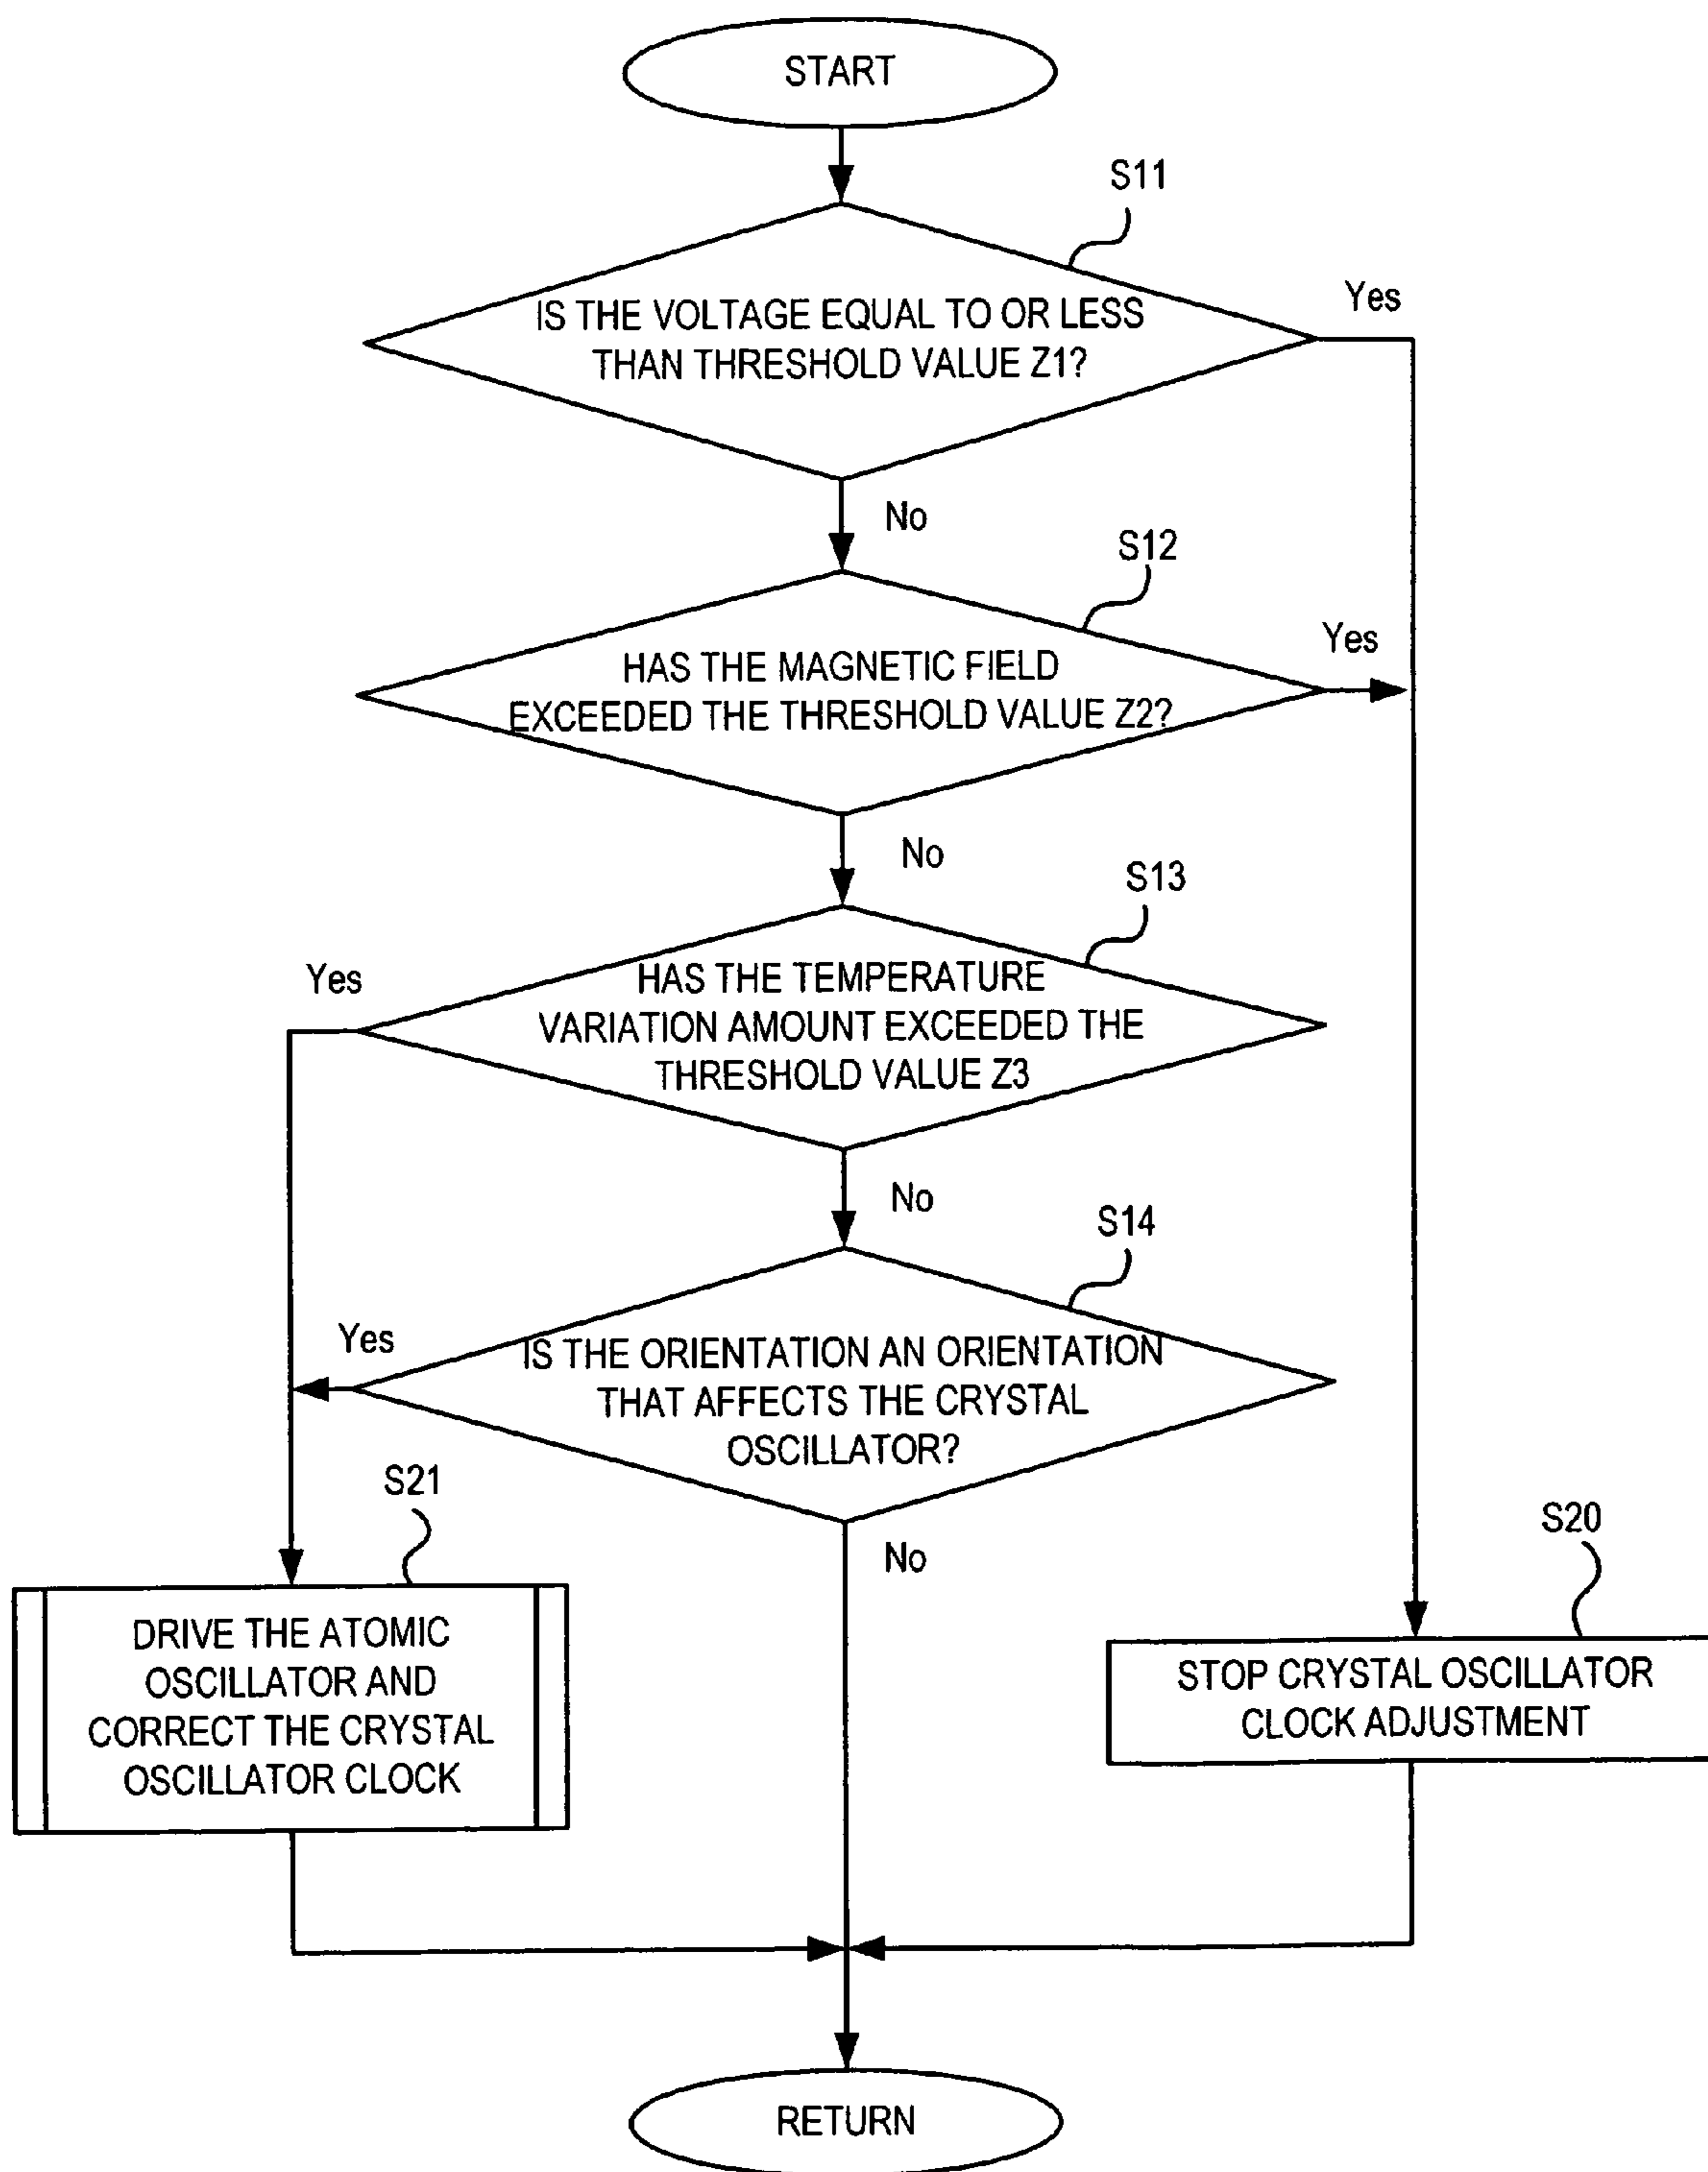 START
S11
IS THE VOLTAGE EQUAL TO OR LESS
THAN THRESHOLD VALUE Z1?
Yes
No
S12
HAS THE MAGNETIC FIELD
EXCEEDED THE THRESHOLD VALUE Z2?
Yes
No
S13
HAS THE TEMPERATURE
VARIATION AMOUNT EXCEEDED THE
THRESHOLD VALUE Z3
Yes
No
S14
IS THE ORIENTATION AN ORIENTATION
THAT AFFECTS THE CRYSTAL
OSCILLATOR?
Yes
No
S21
DRIVE THE ATOMIC
OSCILLATOR AND
CORRECT THE CRYSTAL
OSCILLATOR CLOCK
S20
STOP CRYSTAL OSCILLATOR
CLOCK ADJUSTMENT
RETURN